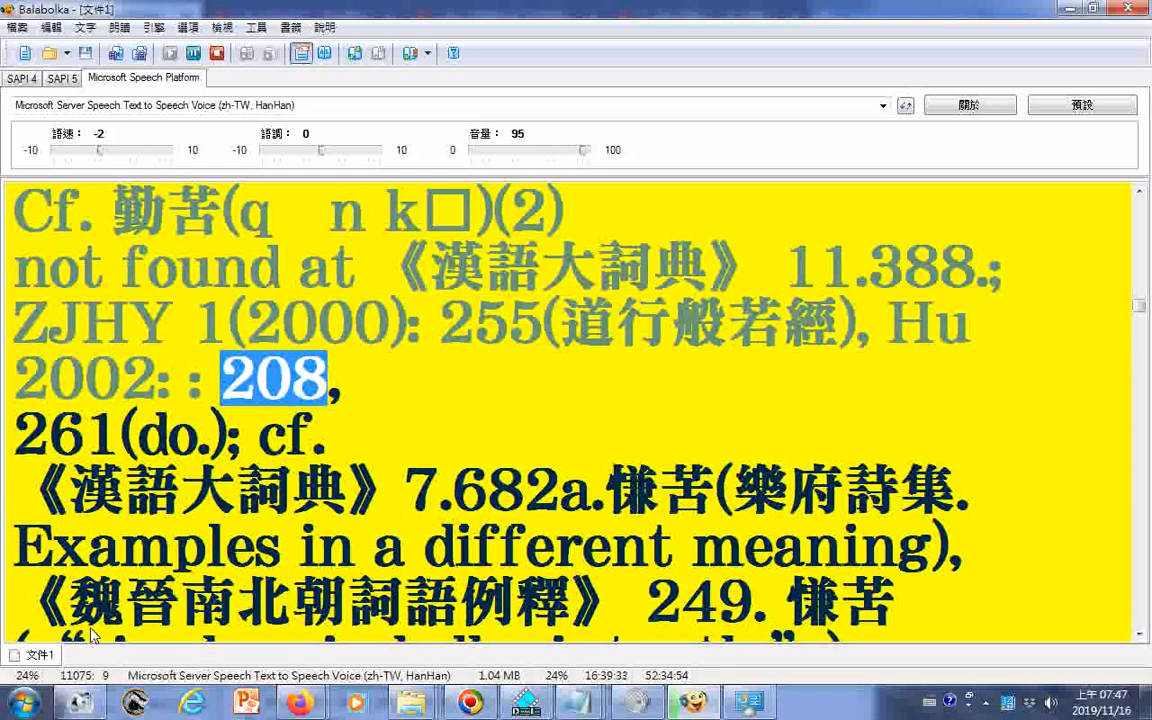 Balabolka - [文件1]
檔案 編輯 文字 朗讀 引擎 選項 檢視 工具 書籤 說明
SAPI 4 SAPI 5 Microsoft Speech Platform
Microsoft Server Speech Text to Speech Voice (zh-TW, HanHan) 關於 預設
語速： -2 語調： 0 音量： 95
-10 10 -10 10 0 100
Cf. 勤苦(q n k□)(2)
not found at 《漢語大詞典》 11.388.;
ZJHY 1(2000): 255(道行般若經), Hu
2002: : 208,
261(do.); cf.
《漢語大詞典》7.682a.慊苦(樂府詩集.
Examples in a different meaning),
《魏晉南北朝詞語例釋》 249. 慊苦
文件1
24% 11075: 9 Microsoft Server Speech Text to Speech Voice (zh-TW, HanHan) 1.04 MB 24% 16:39:33 52:34:54
上午 07:47
2019/11/16